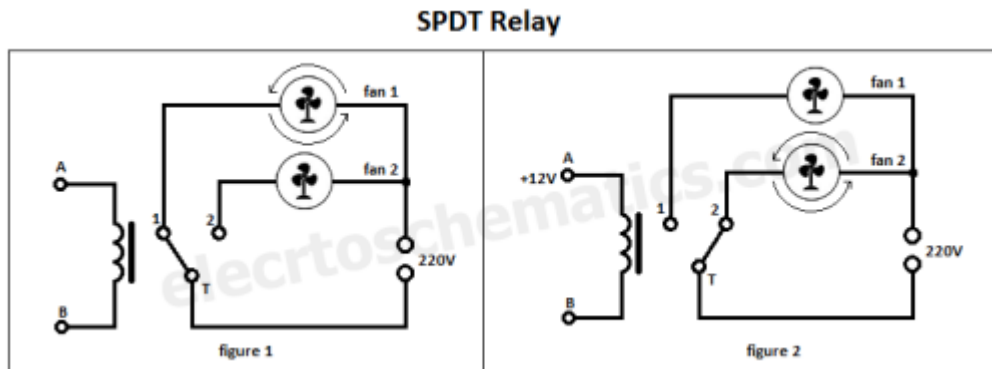 SPDT Relay
fan 1
fan 2
A
1
2
T
220V
B
figure 1
fan 1
fan 2
A
+12V
1
2
T
220V
B
figure 2
elecrtoschematics.com